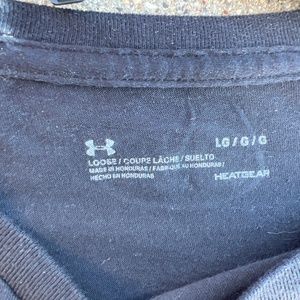 LG / G / G
LOOSE / COUPE LÂCHE / SUELTO
MADE IN HONDURAS / FABRIQUÉ AU HONDURAS /
HECHO EN HONDURAS
HEATGEAR